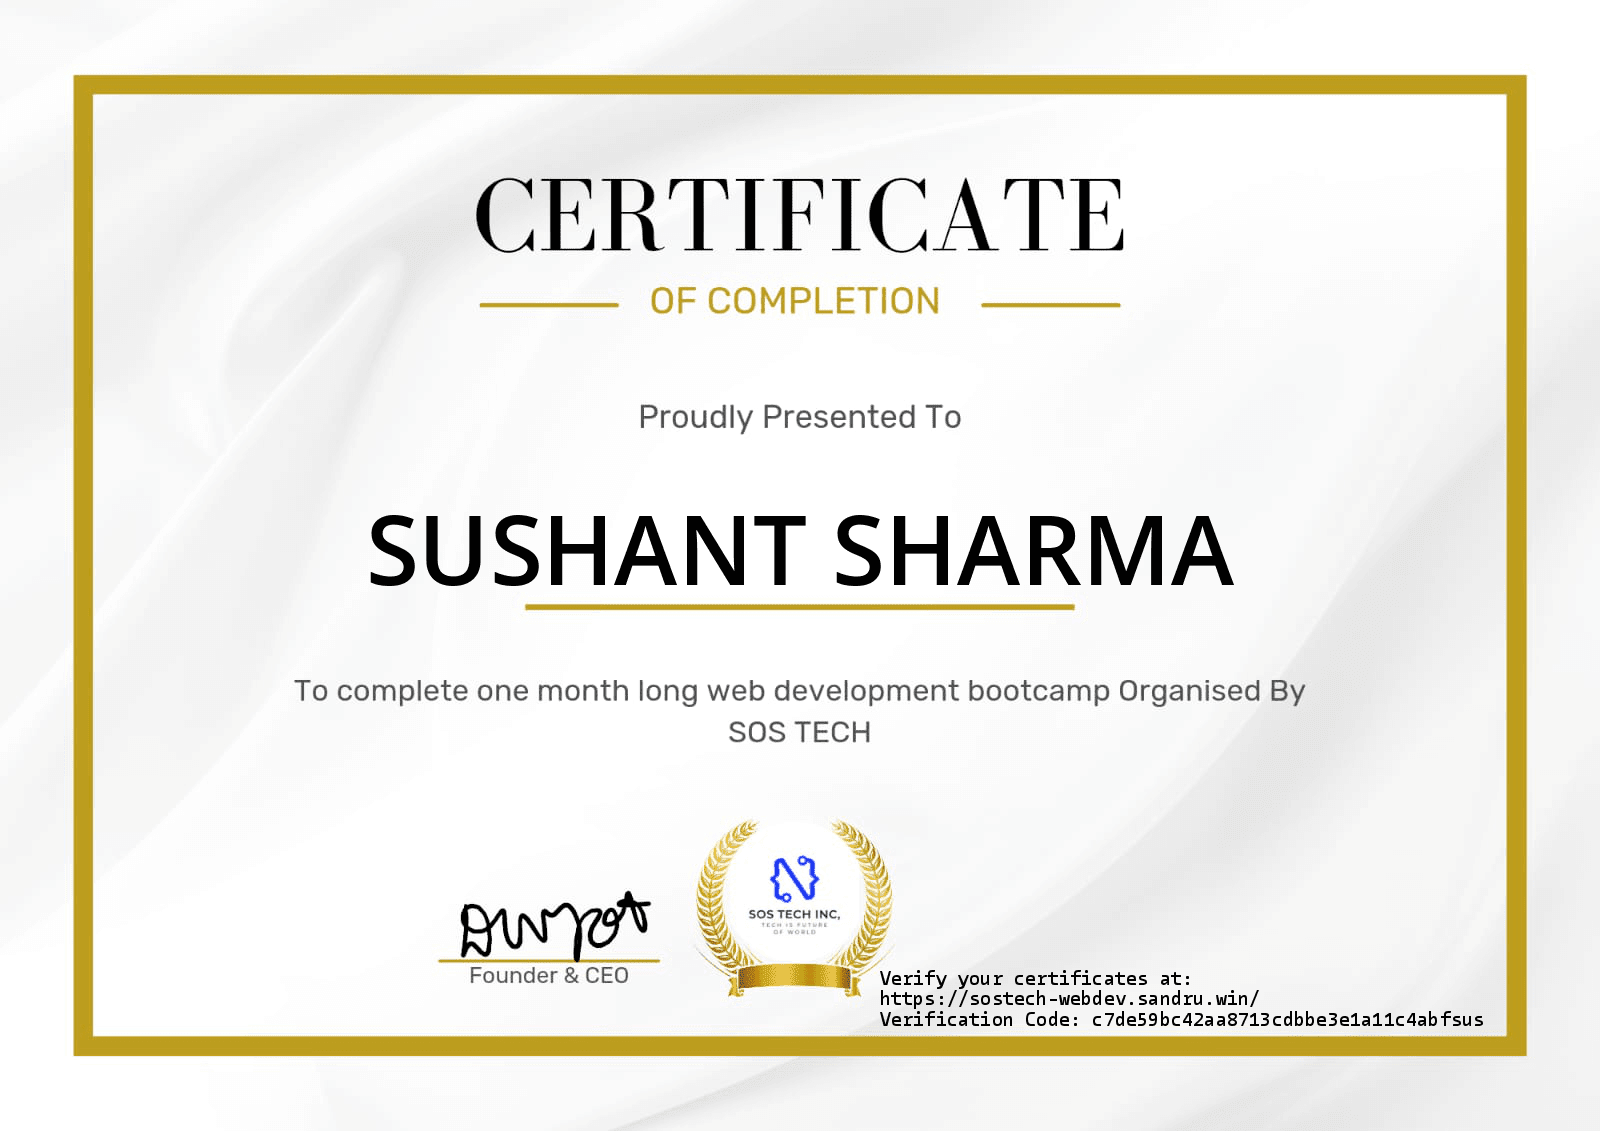 CERTIFICATE
OF COMPLETION
Proudly Presented To
SUSHANT SHARMA
To complete one month long web development bootcamp Organised By
SOS TECH
Founder & CEO
SOS TECH INC,
TECH IS FUTURE
OF WORLD
Verify your certificates at:
https://sostech-webdev.sandru.win/
Verification Code: c7de59bc42aa8713cdbbe3e1a11c4abfsus